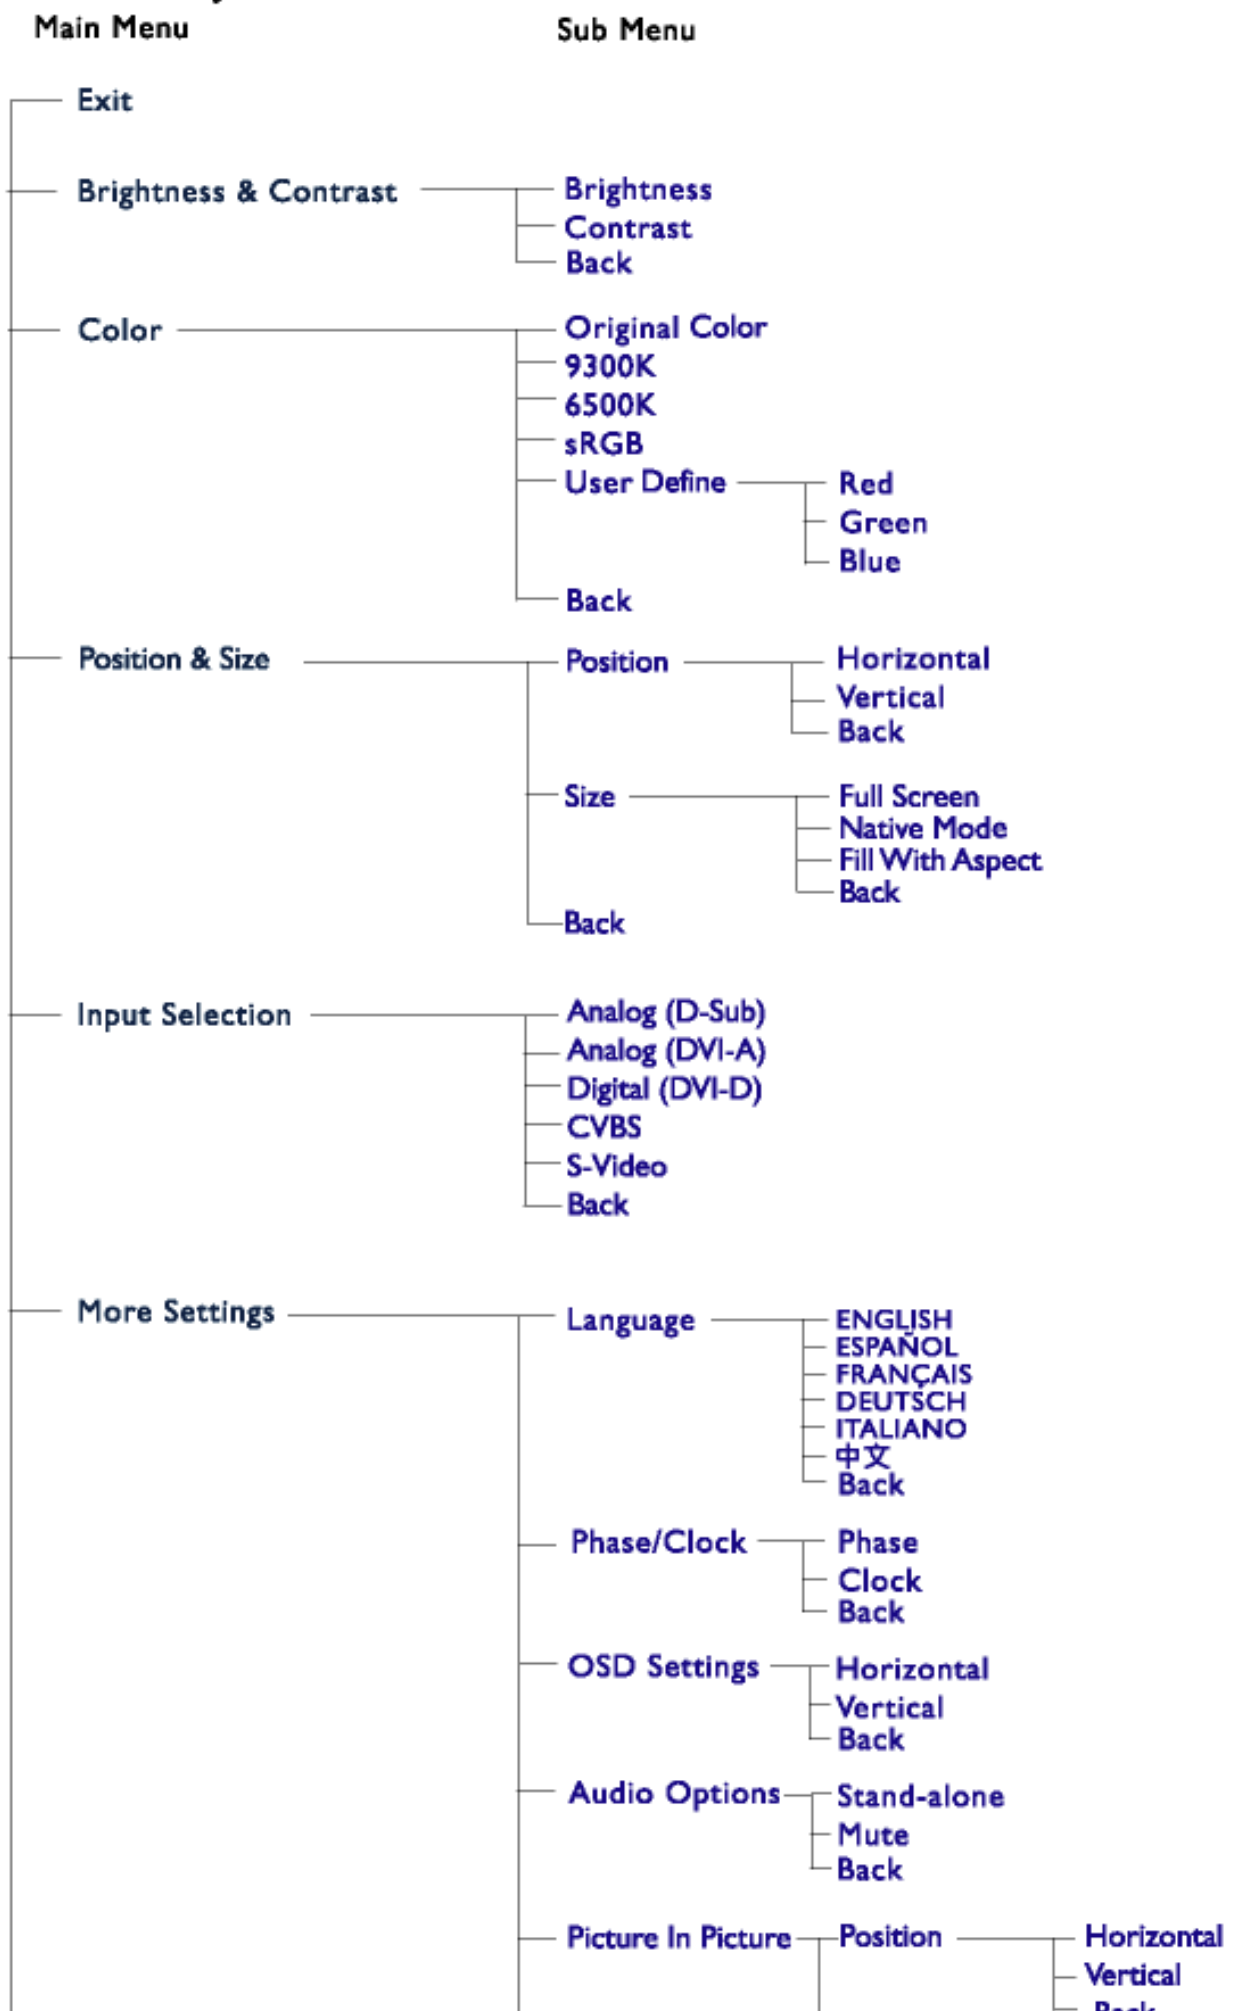 Main Menu Sub Menu
Exit
Brightness & Contrast Brightness
Contrast
Back
Color Original Color
9300K
6500K
sRGB
User Define Red
Green
Blue
Back
Position & Size Position Horizontal
Vertical
Back
Size Full Screen
Native Mode
Fill With Aspect
Back
Back
Input Selection Analog (D-Sub)
Analog (DVI-A)
Digital (DVI-D)
CVBS
S-Video
Back
More Settings Language ENGLISH
ESPAÑOL
FRANÇAIS
DEUTSCH
ITALIANO
中文
Back
Phase/Clock Phase
Clock
Back
OSD Settings Horizontal
Vertical
Back
Audio Options Stand-alone
Mute
Back
Picture In Picture Position Horizontal
Vertical
Back